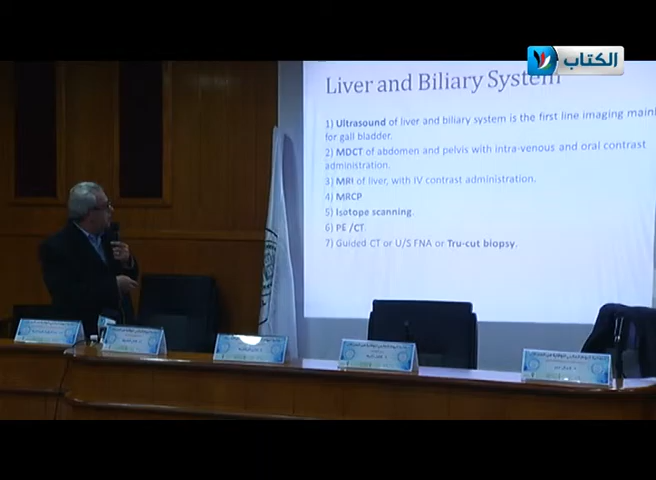 الكتاب
Liver and Biliary System
1) Ultrasound of liver and biliary system is the first line imaging main
for gall bladder.
2) MDCT of abdomen and pelvis with intra-venous and oral contrast
administration.
3) MRI of liver, with IV contrast administration.
4) MRCP
5) Isotope scanning.
6) PE /CT.
7) Guided CT or U/S FNA or Tru-cut biopsy.